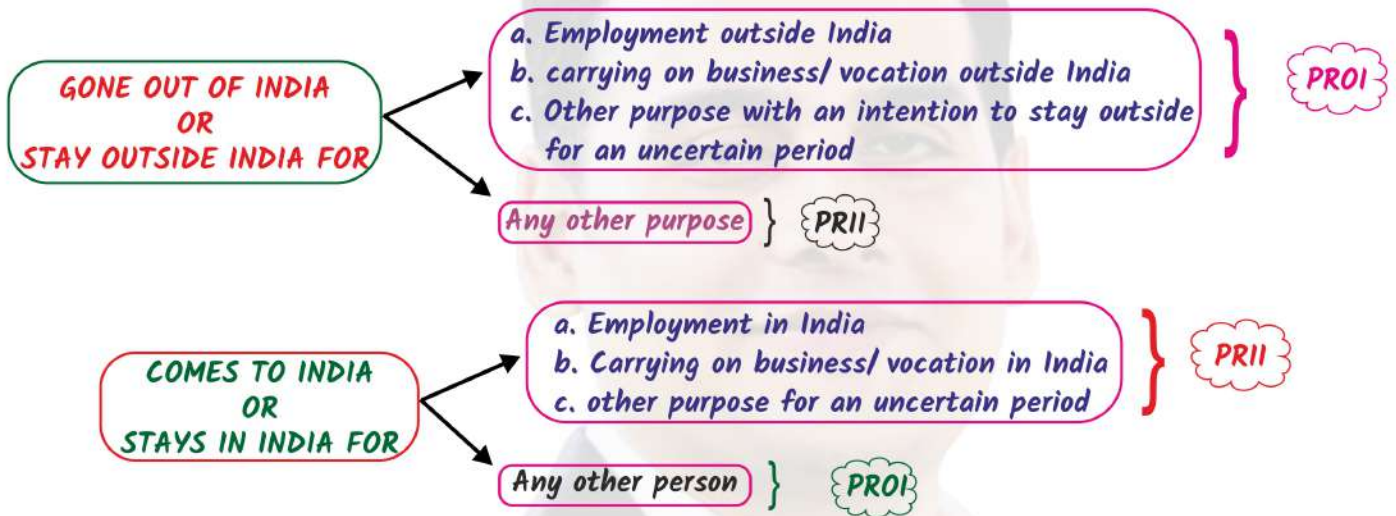 GONE OUT OF INDIA
OR
STAY OUTSIDE INDIA FOR
a. Employment outside India
b. carrying on business/ vocation outside India
c. Other purpose with an intention to stay outside
for an uncertain period
PROI
Any other purpose
PRII
COMES TO INDIA
OR
STAYS IN INDIA FOR
a. Employment in India
b. Carrying on business/ vocation in India
c. other purpose for an uncertain period
PRII
Any other person
PROI